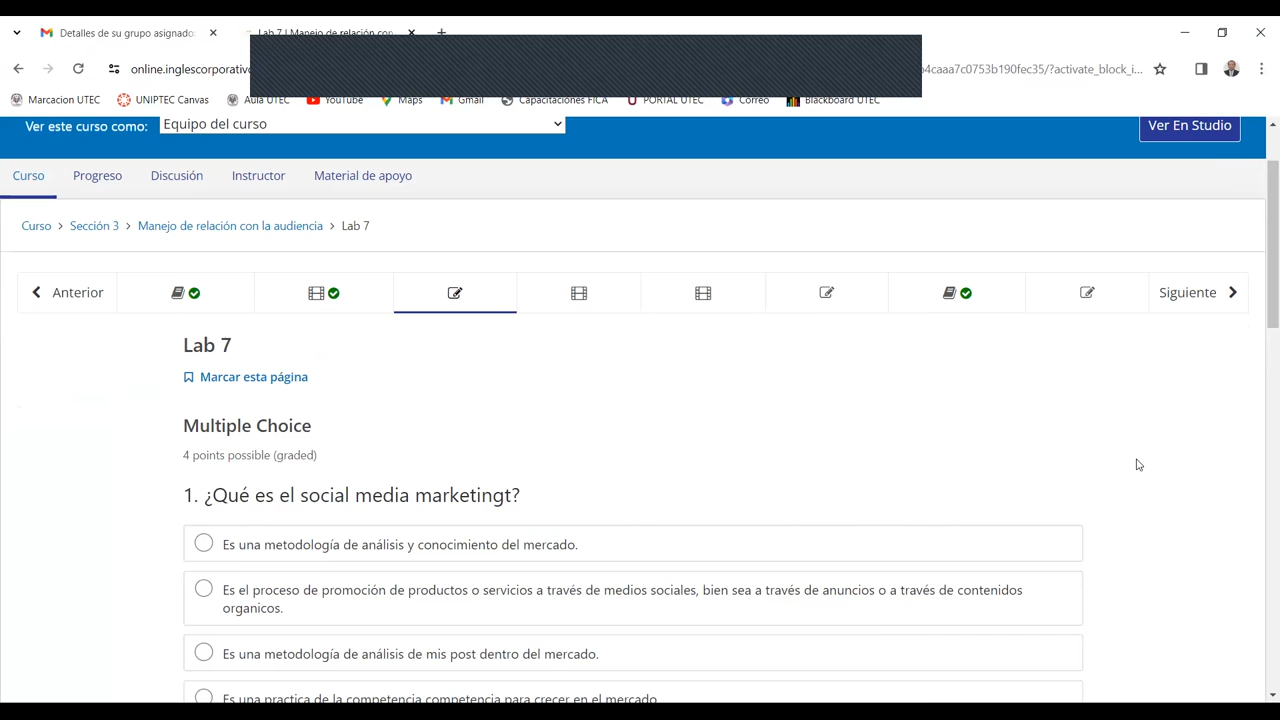 Detalles de su grupo asignado
Lab 7 | Manejo de relación con
online.inglescorporativo
b4caaa7c0753b190fec35/?activate_block_i...
Marcacion UTEC
UNIPTEC Canvas
Aula UTEC
YouTube
Maps
Gmail
Capacitaciones FICA
PORTAL UTEC
Correo
Blackboard UTEC
Ver este curso como:
Equipo del curso
Ver En Studio
Curso
Progreso
Discusión
Instructor
Material de apoyo
Curso > Sección 3 > Manejo de relación con la audiencia > Lab 7
Anterior
Siguiente
Lab 7
Marcar esta página
Multiple Choice
4 points possible (graded)
1. ¿Qué es el social media marketingt?
Es una metodología de análisis y conocimiento del mercado.
Es el proceso de promoción de productos o servicios a través de medios sociales, bien sea a través de anuncios o a través de contenidos
organicos.
Es una metodología de análisis de mis post dentro del mercado.
Es una practica de la competencia competencia para crecer en el mercado